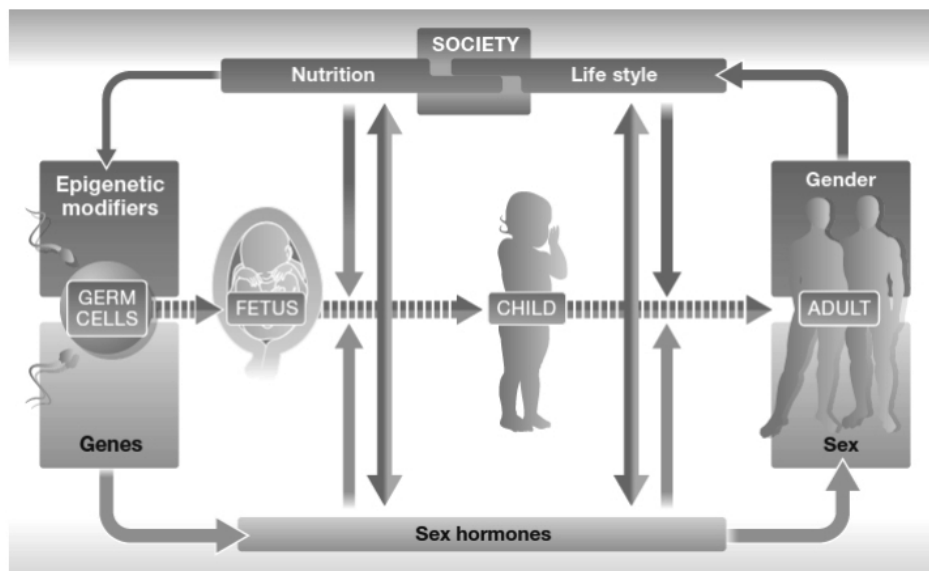 SOCIETY
Nutrition
Life style
Epigenetic
modifiers
Gender
GERM
CELLS
FETUS
CHILD
ADULT
Genes
Sex
Sex hormones